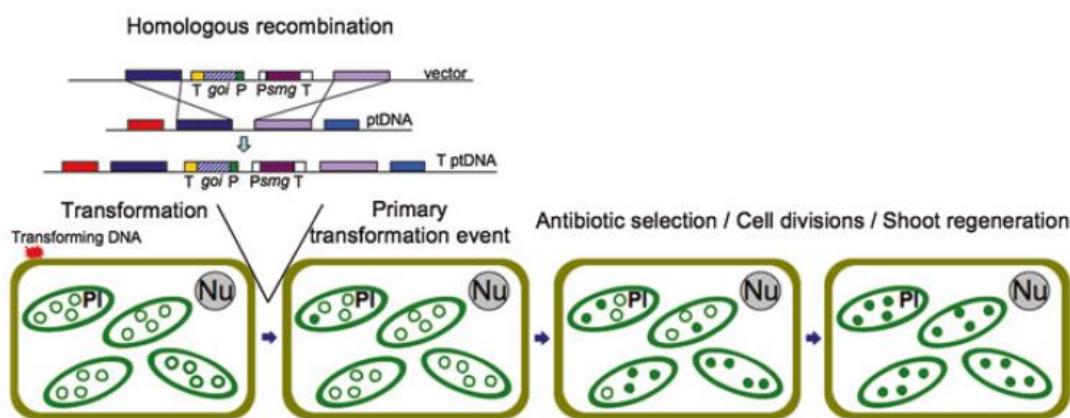 Homologous recombination
vector
T goi P Psmg T
ptDNA
T ptDNA
T goi P Psmg T
Transformation
Primary
transformation event
Antibiotic selection / Cell divisions / Shoot regeneration
Transforming DNA
Pl Nu Pl Nu Pl Nu Pl Nu